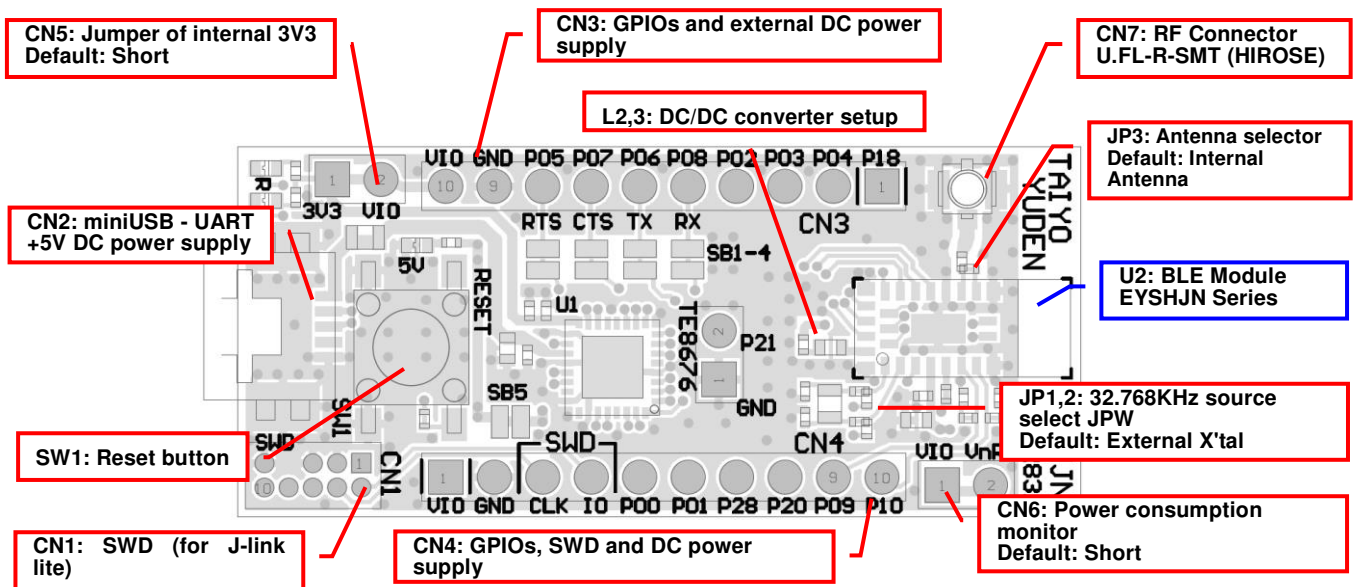 CN5: Jumper of internal 3V3
Default: Short
CN3: GPIOs and external DC power
supply
CN7: RF Connector
U.FL-R-SMT (HIROSE)
L2,3: DC/DC converter setup
JP3: Antenna selector
Default: Internal
Antenna
CN2: miniUSB - UART
+5V DC power supply
U2: BLE Module
EYSHJN Series
R
1 2
3V3 VIO
VIO GND P05 P07 P06 P08 P02 P03 P04 P18
10 9 1
RTS CTS TX RX
CN3
SB1-4
TAIYO
YUDEN
5V
RESET
U1
TE8676
2
P21
1
GND
SB5
SW1
SW1: Reset button
JP1,2: 32.768KHz source
select JPW
Default: External X'tal
SWD
1
10
CN1
SWD
CN4
1 9 10
VIO GND CLK IO P00 P01 P28 P20 P09 P10
VIO
1 2
JN
CN1: SWD (for J-link
lite)
CN4: GPIOs, SWD and DC power
supply
CN6: Power consumption
monitor
Default: Short